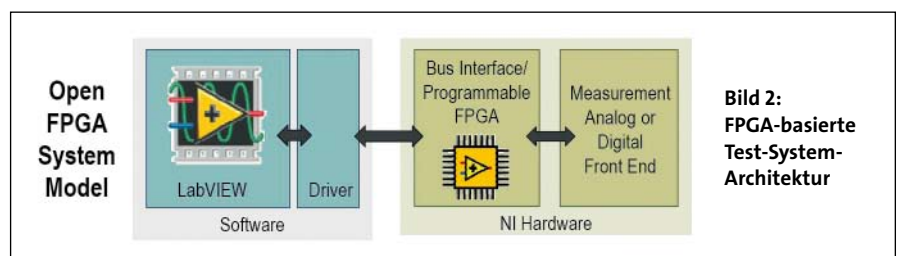 Open
FPGA
System
Model
LabVIEW
Driver
Software
Bus Interface/
Programmable
FPGA
Measurement
Analog or
Digital
Front End
NI Hardware
Bild 2:
FPGA-basierte
Test-System-
Architektur